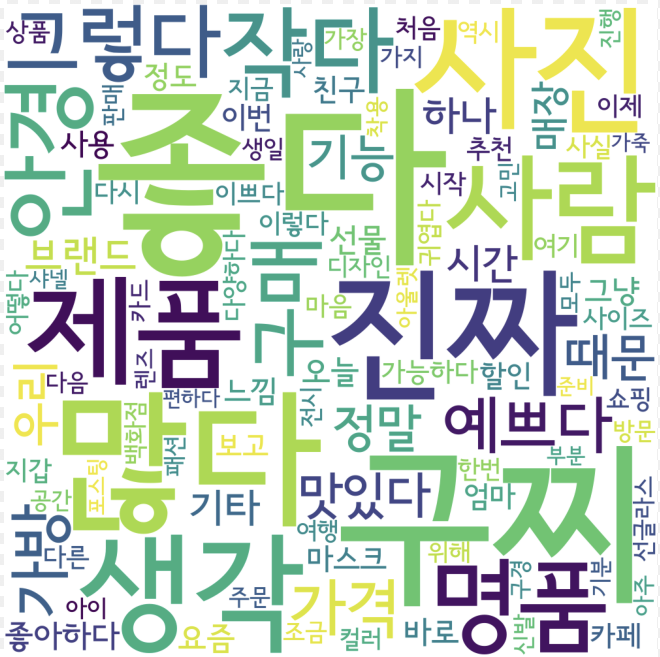 상품
그렇다
작다
사랑
가장
가지
처음
역시
사진
진행
안경
판매
정도
지금
친구
착용
하나
매장
이제
사용
좋다
이번
생일
기능
추천
고민
사실
가죽
다시
이쁘다
시작
사람
이렇다
브랜드
다양하다
구매
선물
디자인
귀엽다
시간
여기
어떻다
샤넬
카드
제품
마음
아울렛
진짜
모두
그냥
사이즈
때문
우리
다음
렌즈
편하다
느낌
오늘
가능하다
할인
준비
쇼핑
많다
백화점
패션
보고
전시
정말
예쁘다
방문
지갑
공간
포스팅
기타
맛있다
구찌
한번
엄마
부분
선글라스
가방
다른
생각
여행
마스크
위해
명품
구경
기분
아주
아이
주문
가격
좋아하다
요즘
조금
컬러
바로
신발
카페